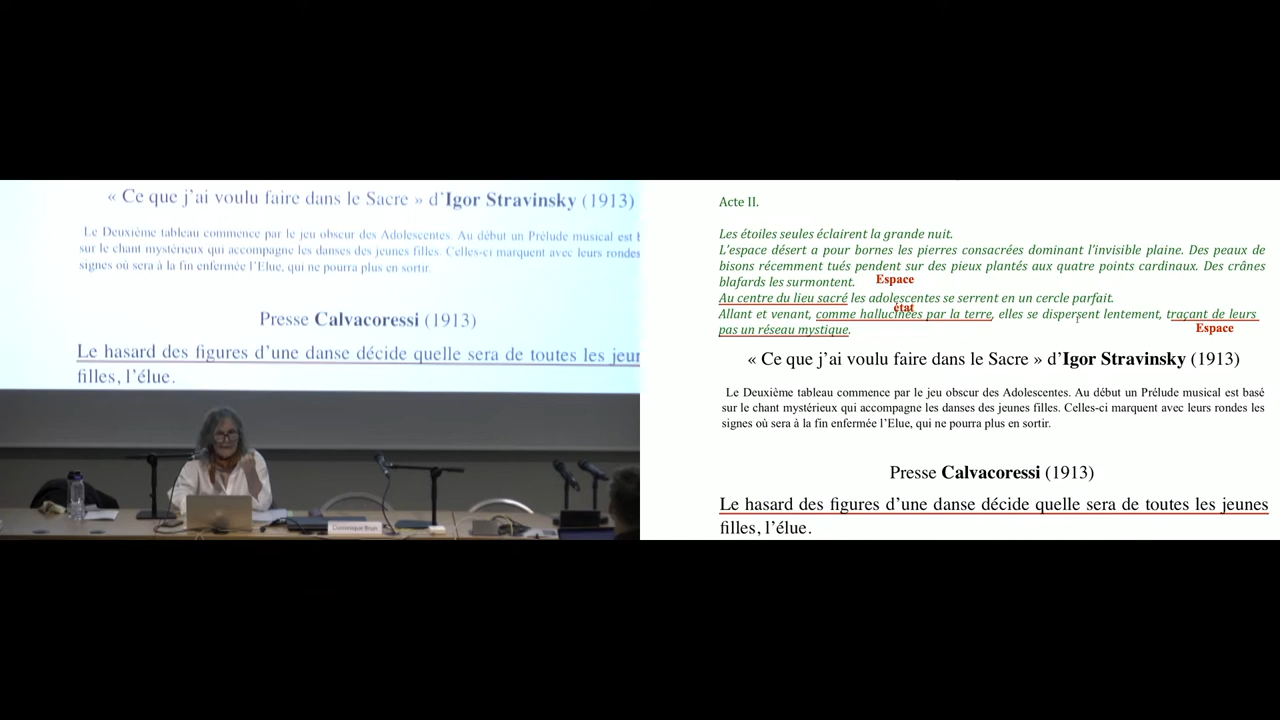 « Ce que j'ai voulu faire dans le Sacre » d'Igor Stravinsky (1913)
Le Deuxième tableau commence par le jeu obscur des Adolescentes. Au début un Prélude musical est b
sur le chant mystérieux qui accompagne les danses des jeunes filles. Celles-ci marquent avec leurs rondes
signes où sera à la fin enfermée l'Elue, qui ne pourra plus en sortir.
Presse Calvacoressi (1913)
Le hasard des figures d'une danse décide quelle sera de toutes les jeun
filles, l'élue.
Dominique Brun
Acte II.
Les étoiles seules éclairent la grande nuit.
L'espace désert a pour bornes les pierres consacrées dominant l'invisible plaine. Des peaux de
bisons récemment tués pendent sur des pieux plantés aux quatre points cardinaux. Des crânes
blafards les surmontent.
Espace
Au centre du lieu sacré les adolescentes se serrent en un cercle parfait.
état
Allant et venant, comme hallucinées par la terre, elles se dispersent lentement, traçant de leurs
pas un réseau mystique.
Espace
« Ce que j'ai voulu faire dans le Sacre » d'Igor Stravinsky (1913)
Le Deuxième tableau commence par le jeu obscur des Adolescentes. Au début un Prélude musical est basé
sur le chant mystérieux qui accompagne les danses des jeunes filles. Celles-ci marquent avec leurs rondes les
signes où sera à la fin enfermée l'Elue, qui ne pourra plus en sortir.
Presse Calvacoressi (1913)
Le hasard des figures d'une danse décide quelle sera de toutes les jeunes
filles, l'élue.